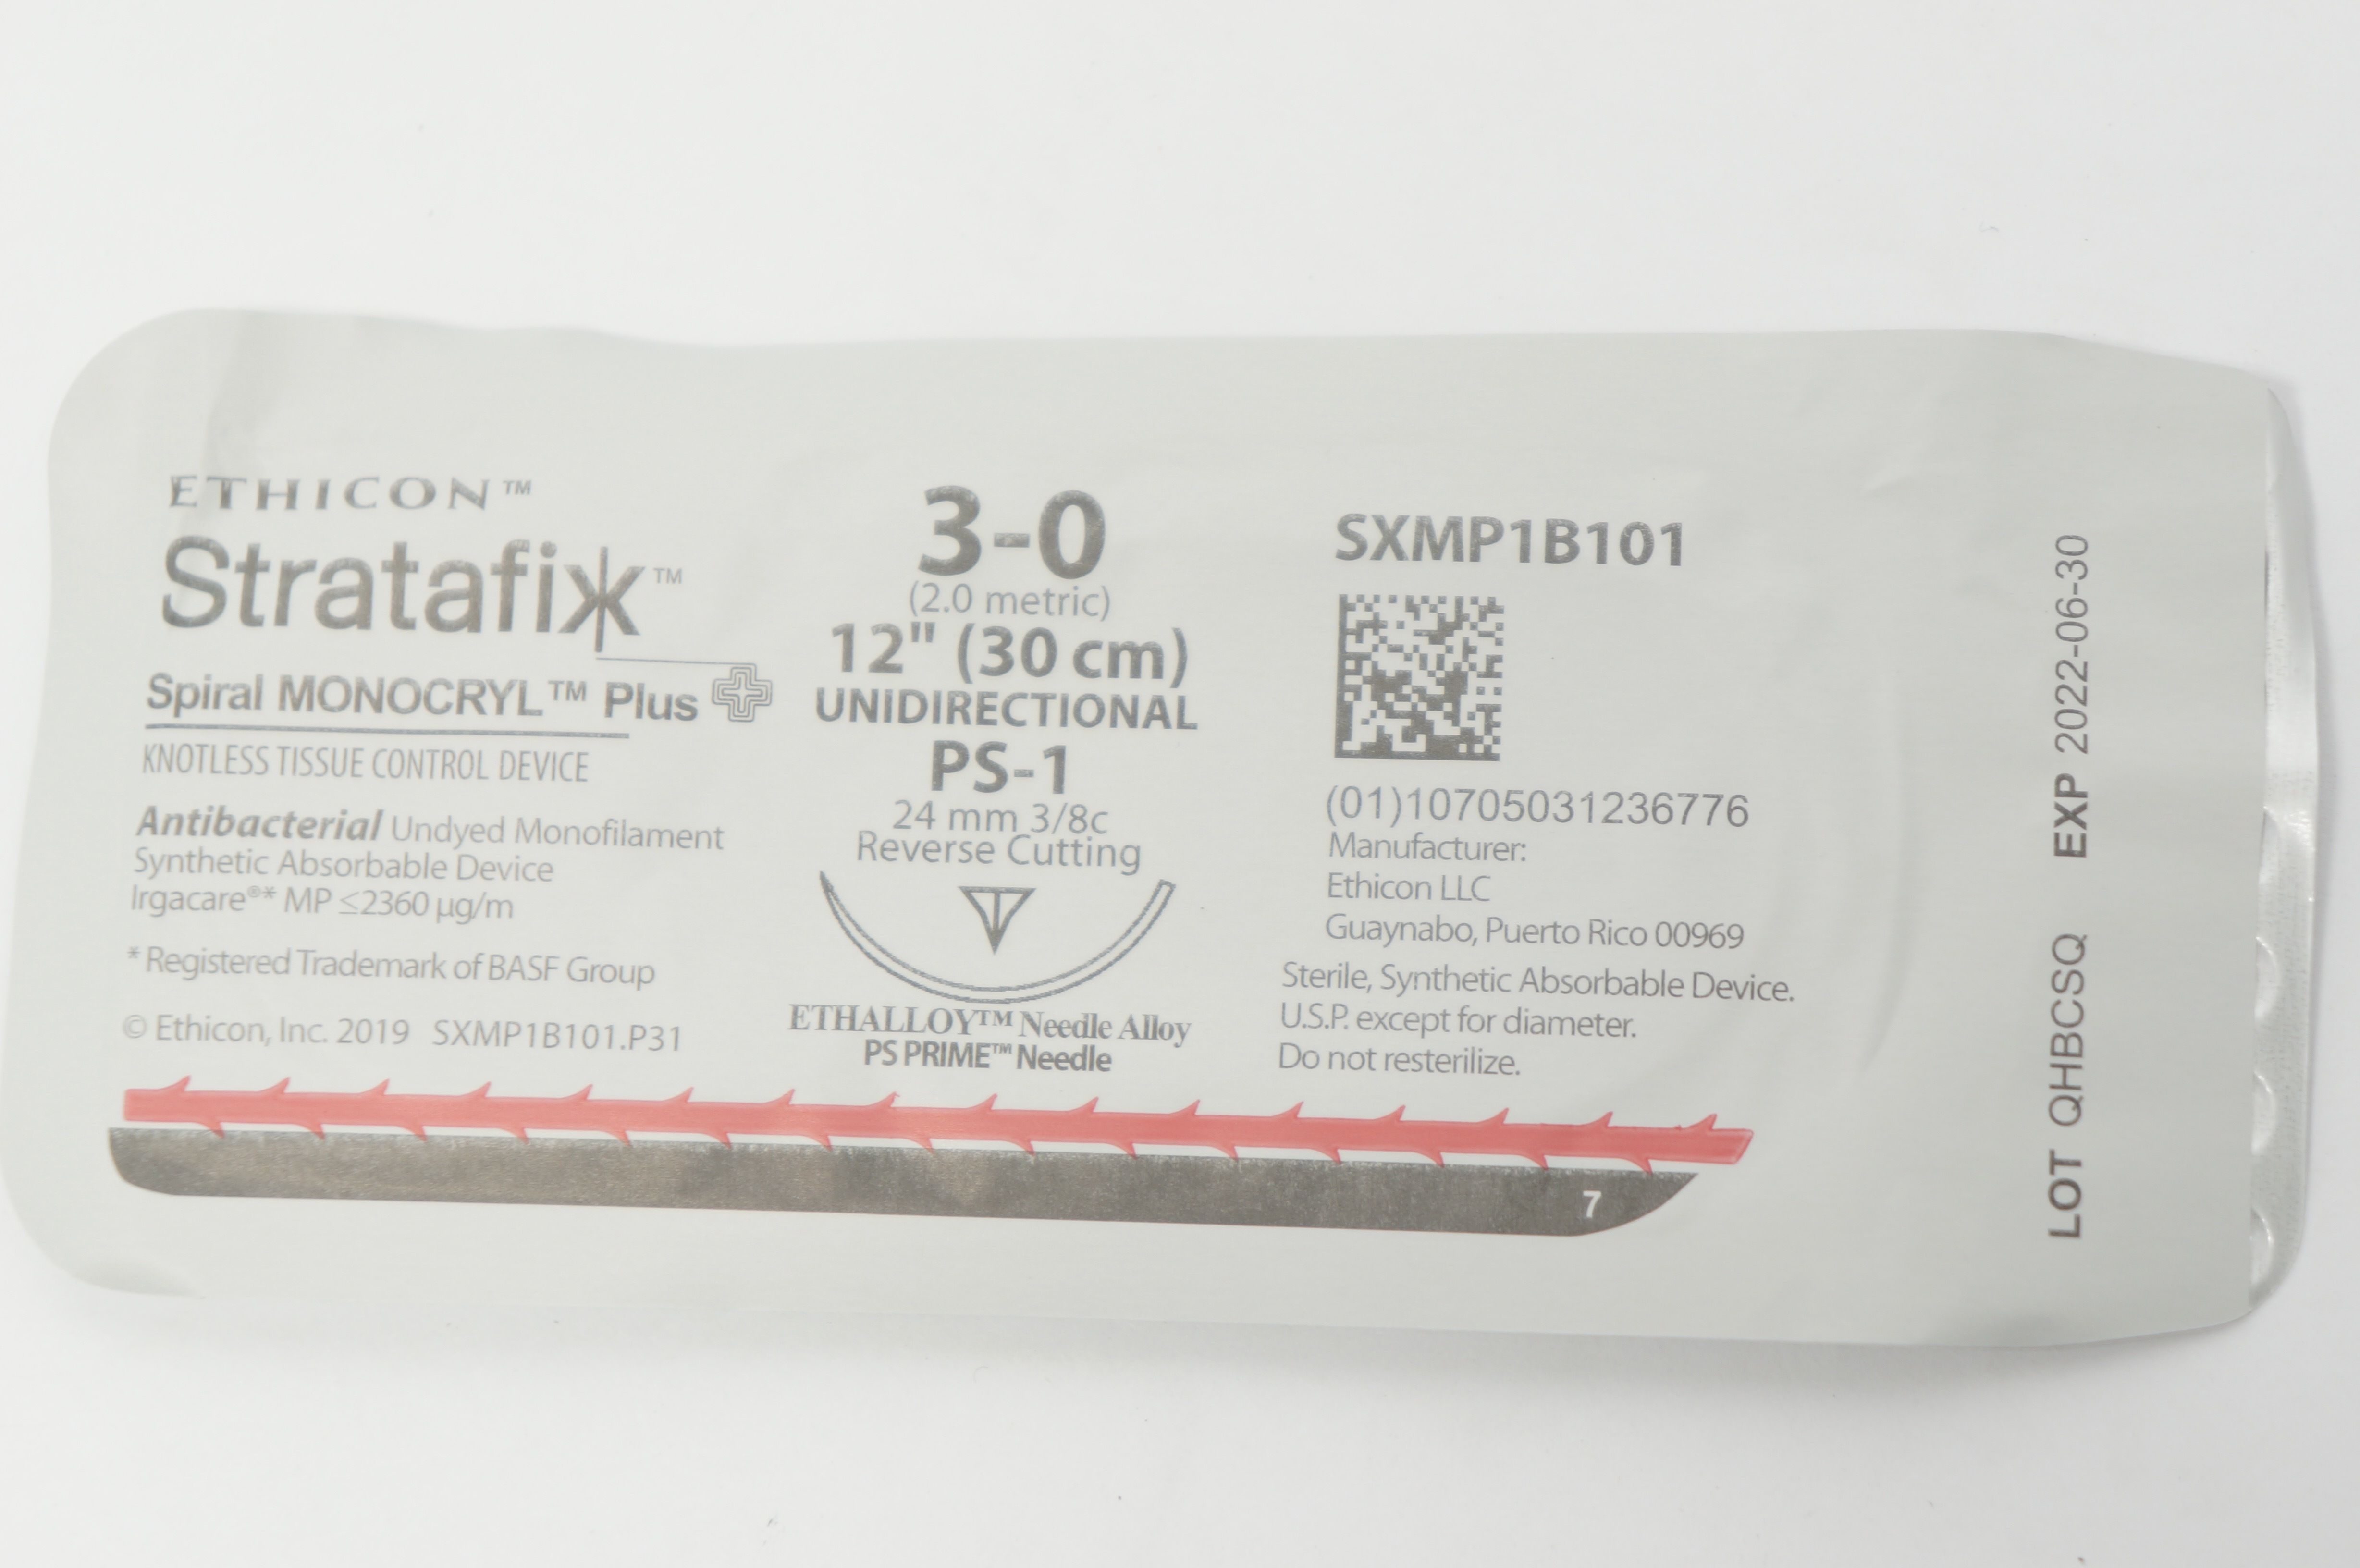 ETHICON™
Stratafix™
Spiral MONOCRYL™ Plus
KNOTLESS TISSUE CONTROL DEVICE
Antibacterial Undyed Monofilament
Synthetic Absorbable Device
Irgacare®* MP ≤2360 µg/m
* Registered Trademark of BASF Group
© Ethicon, Inc. 2019 SXMP1B101.P31
3-0
(2.0 metric)
12" (30 cm)
UNIDIRECTIONAL
PS-1
24 mm 3/8c
Reverse Cutting
ETHALLOY™ Needle Alloy
PS PRIME™ Needle
SXMP1B101
(01)10705031236776
Manufacturer:
Ethicon LLC
Guaynabo, Puerto Rico 00969
Sterile, Synthetic Absorbable Device.
U.S.P. except for diameter.
Do not resterilize.
7
LOT QHBCSQ EXP 2022-06-30